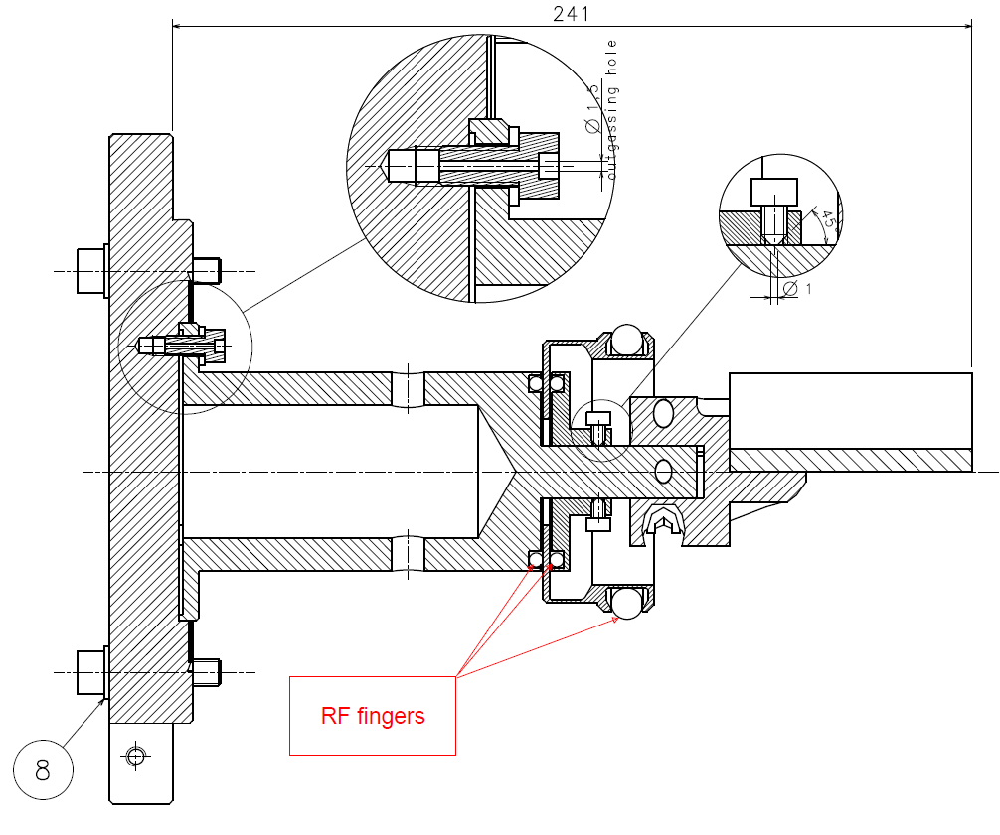 241
Ø 1,5
outgassing hole
45
Ø 1
RF fingers
8